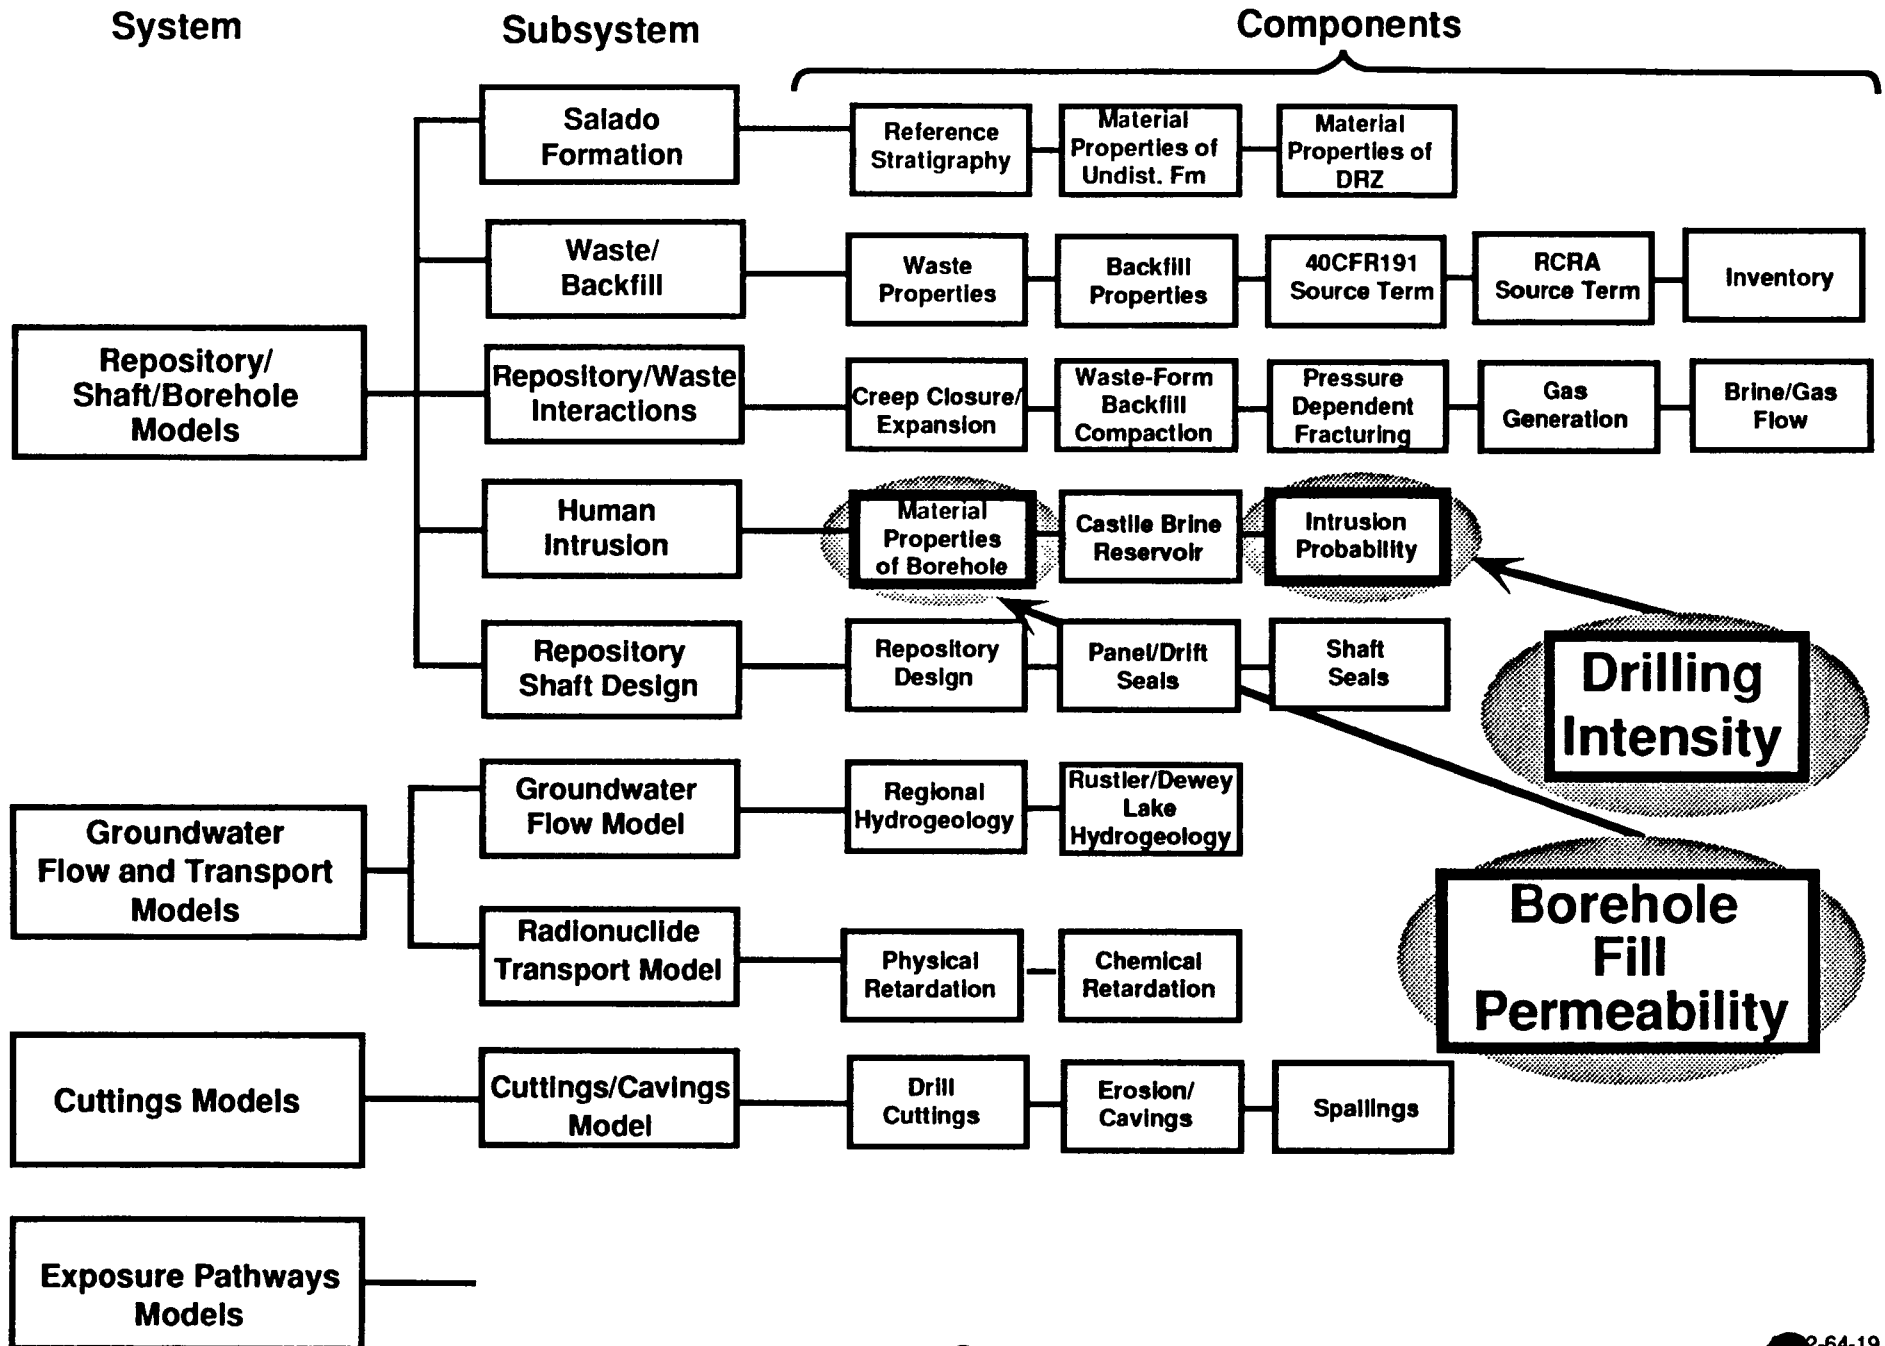 System
Subsystem
Components
Salado
Formation
Reference
Stratigraphy
Material
Properties of
Undist. Fm
Material
Properties of
DRZ
Waste/
Backfill
Waste
Properties
Backfill
Properties
40CFR191
Source Term
RCRA
Source Term
Inventory
Repository/
Shaft/Borehole
Models
Repository/Waste
Interactions
Creep Closure/
Expansion
Waste-Form
Backfill
Compaction
Pressure
Dependent
Fracturing
Gas
Generation
Brine/Gas
Flow
Human
Intrusion
Material
Properties
of Borehole
Castile Brine
Reservoir
Intrusion
Probability
Repository
Shaft Design
Repository
Design
Panel/Drift
Seals
Shaft
Seals
Drilling
Intensity
Groundwater
Flow and Transport
Models
Groundwater
Flow Model
Regional
Hydrogeology
Rustler/Dewey
Lake
Hydrogeology
Borehole
Fill
Permeability
Radionuclide
Transport Model
Physical
Retardation
Chemical
Retardation
Cuttings Models
Cuttings/Cavings
Model
Drill
Cuttings
Erosion/
Cavings
Spallings
Exposure Pathways
Models
2-64-19